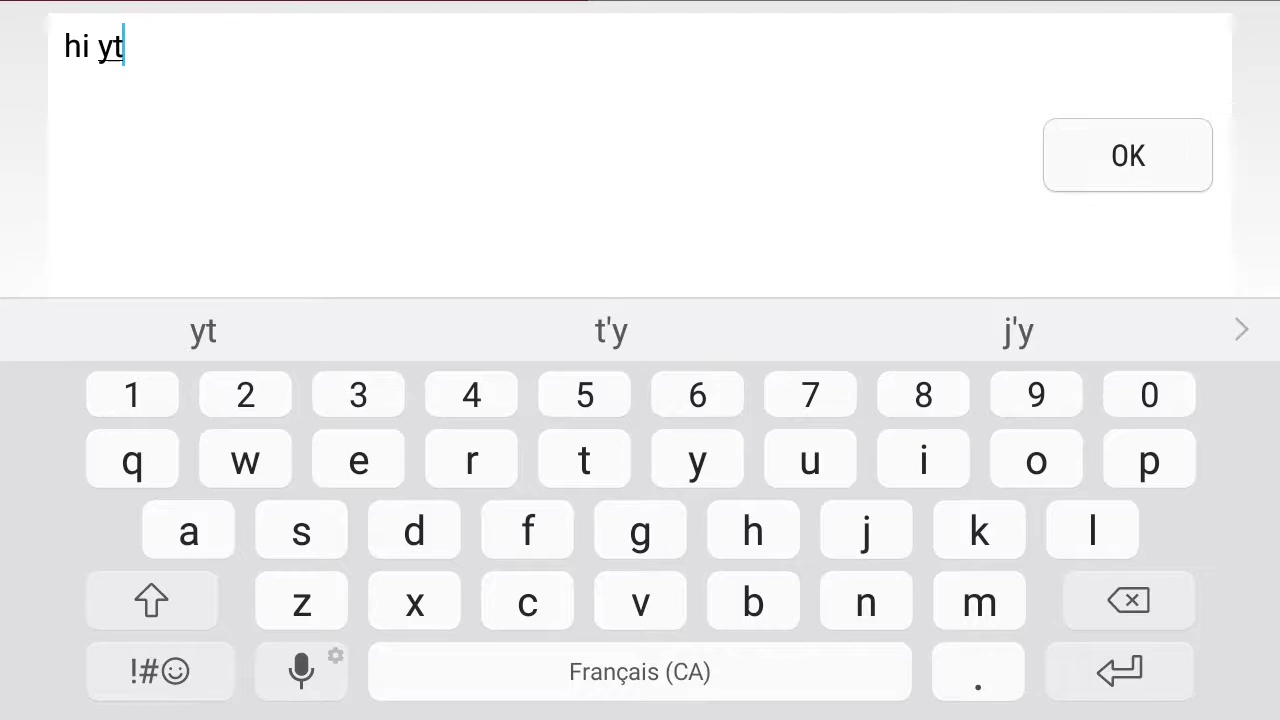 hi yt
OK
yt t'y j'y
1 2 3 4 5 6 7 8 9 0
q w e r t y u i o p
a s d f g h j k l
z x c v b n m
!#☺ Français (CA) .